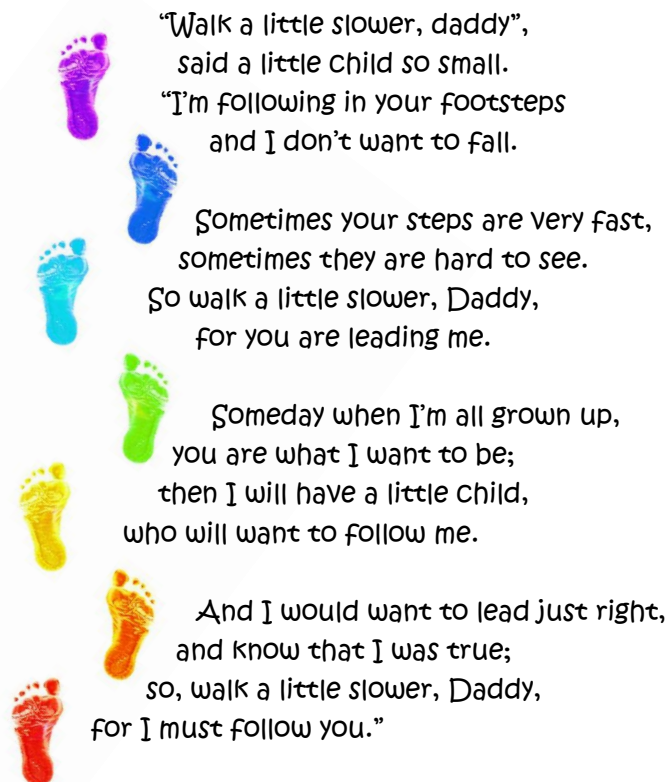 “Walk a little slower, daddy”,
said a little child so small.
“I’m following in your footsteps
and I don’t want to fall.
Sometimes your steps are very fast,
sometimes they are hard to see.
So walk a little slower, Daddy,
for you are leading me.
Someday when I’m all grown up,
you are what I want to be;
then I will have a little child,
who will want to follow me.
And I would want to lead just right,
and know that I was true;
so, walk a little slower, Daddy,
for I must follow you.”